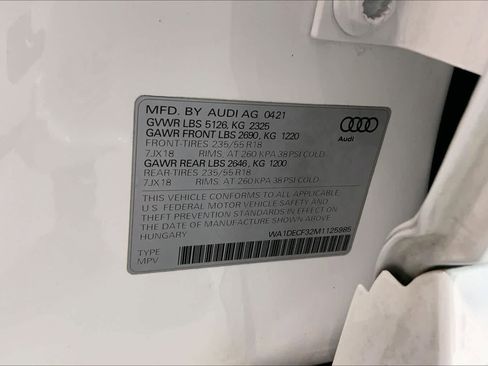 MFD. BY AUDI AG 0421
GVWR LBS 5126, KG 2325
GAWR FRONT LBS 2690, KG 1220
FRONT-TIRES 235/55 R18
7JX18 RIMS, AT 260 KPA 38 PSI COLD
GAWR REAR LBS 2646, KG 1200
REAR-TIRES 235/55 R18
7JX18 RIMS, AT 260 KPA 38 PSI COLD
THIS VEHICLE CONFORMS TO ALL APPLICABLE
U.S. FEDERAL MOTOR VEHICLE SAFETY AND
THEFT PREVENTION STANDARDS IN EFFECT ON
THE DATE OF MANUFACTURE SHOWN ABOVE
HUNGARY WA1DECF32M1125985
TYPE
MPV
Audi